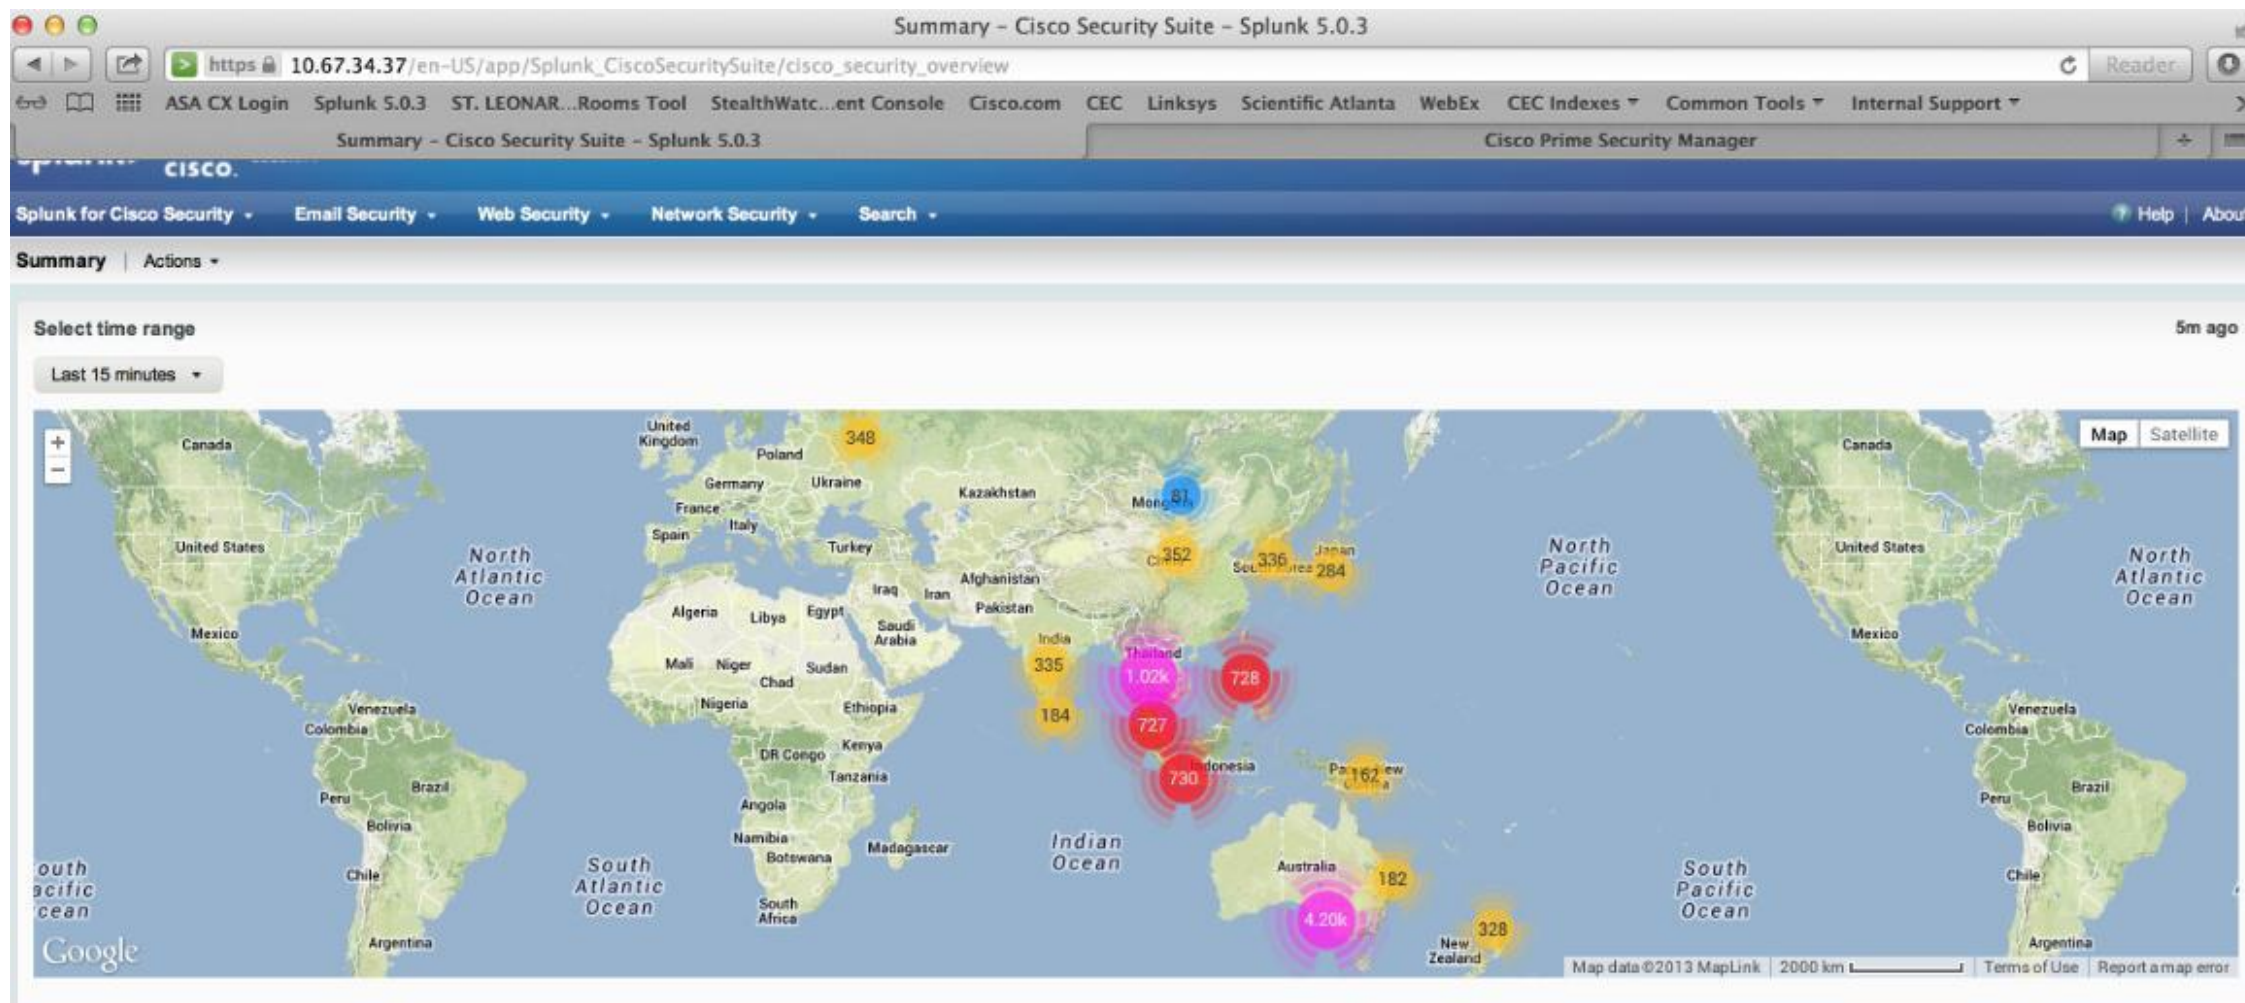 Summary – Cisco Security Suite – Splunk 5.0.3
https 10.67.34.37/en-US/app/Splunk_CiscoSecuritySuite/cisco_security_overview
Reader
ASA CX Login Splunk 5.0.3 ST. LEONAR...Rooms Tool StealthWatc...ent Console Cisco.com CEC Linksys Scientific Atlanta WebEx CEC Indexes Common Tools Internal Support
Summary – Cisco Security Suite – Splunk 5.0.3
Cisco Prime Security Manager
CISCO.
Splunk for Cisco Security Email Security Web Security Network Security Search
Help | About
Summary | Actions
Select time range
5m ago
Last 15 minutes
+
−
Map Satellite
Canada
United Kingdom
348
Poland
Canada
Germany
Ukraine
Kazakhstan
81
France
Italy
Spain
United States
North Atlantic Ocean
Turkey
352
336
Japan
284
North Pacific Ocean
United States
North Atlantic Ocean
Afghanistan
Iraq
Iran
Pakistan
Algeria
Libya
Egypt
Saudi Arabia
Mexico
India
Thailand
Mexico
Mali
Niger
Chad
Sudan
335
1.02k
728
Nigeria
Ethiopia
184
727
Venezuela
Colombia
Venezuela
Colombia
DR Congo
Kenya
Tanzania
730
162
Brazil
Peru
Brazil
Peru
Angola
Bolivia
Bolivia
Namibia
Botswana
Madagascar
Indian Ocean
Australia
182
South Pacific Ocean
Chile
Chile
South Atlantic Ocean
South Africa
4.20k
328
New Zealand
Argentina
Argentina
Google
Map data ©2013 MapLink 2000 km Terms of Use Report a map error